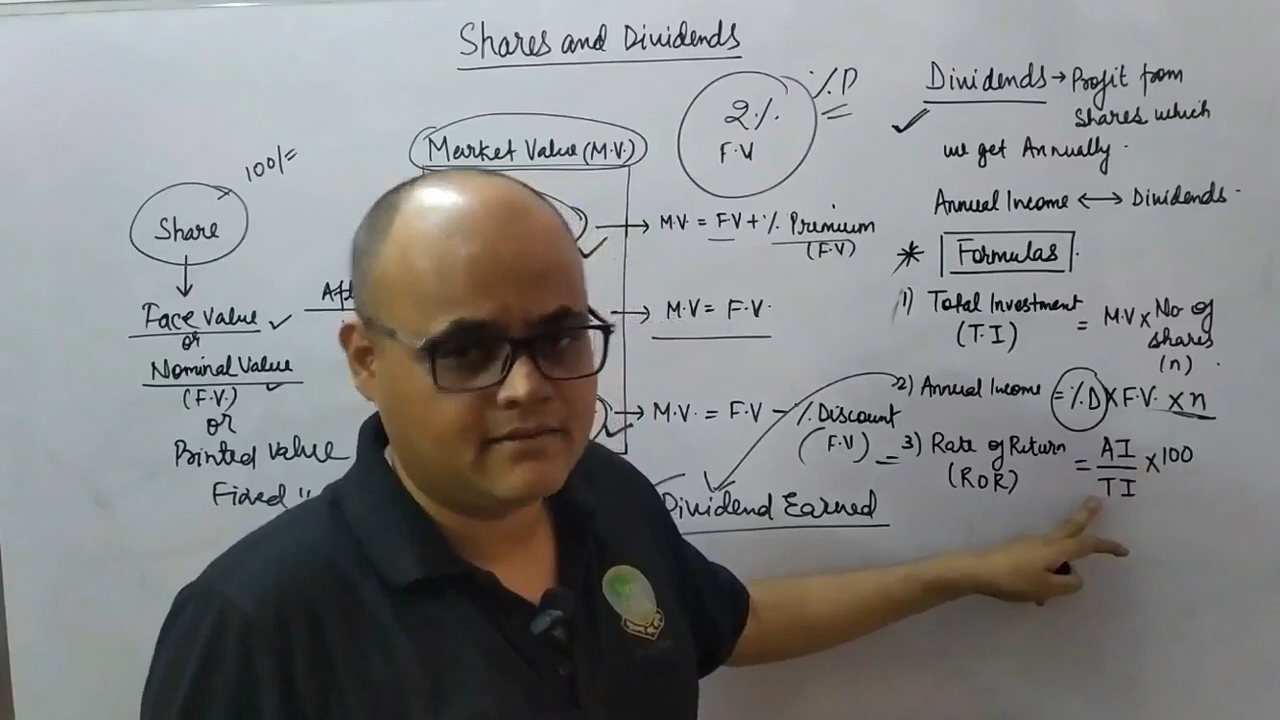 Shares and Dividends
100/=
Share
Face Value
or
Nominal Value
(F.V.)
or
Printed Value
Fixed "
Market Value (M.V.)
M.V = F.V + % Premium
(F.V)
M.V = F.V.
M.V. = F.V - % Discount
(F.V)
2%
F.V
%D
Dividend Earned
Dividends → Profit from
shares which
we get Annually.
Annual Income ↔ Dividends.
* Formulas
1) Total Investment = M.V × No of
(T.I) shares
(n).
2) Annual Income = %D × F.V. × n
3) Rate of Return = AI/TI × 100
(ROR)